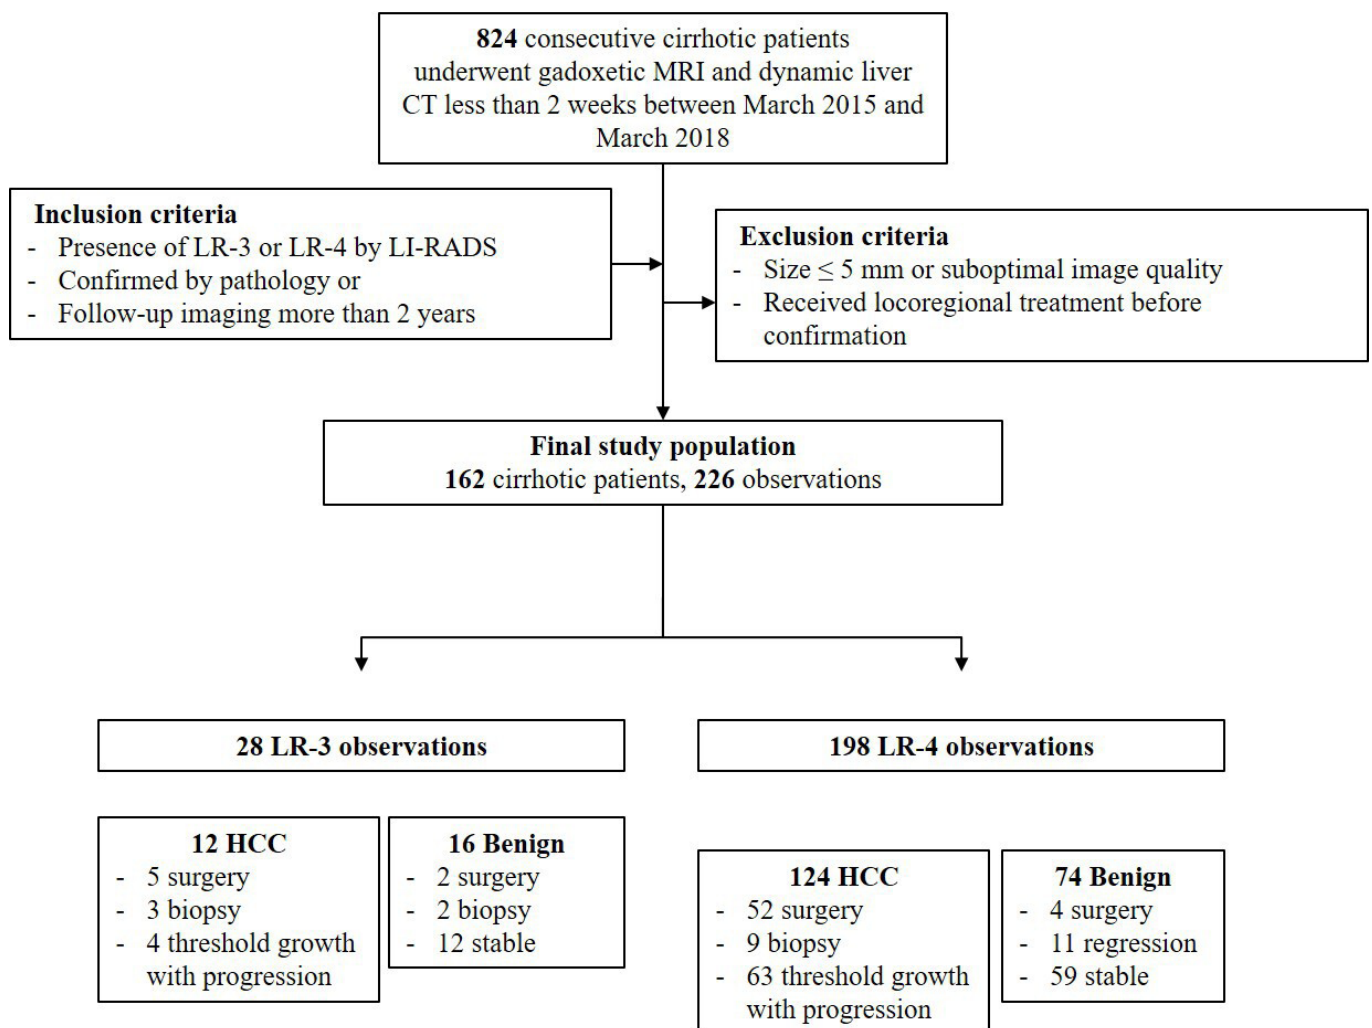 824 consecutive cirrhotic patients
underwent gadoxetic MRI and dynamic liver
CT less than 2 weeks between March 2015 and
March 2018
Inclusion criteria
- Presence of LR-3 or LR-4 by LI-RADS
- Confirmed by pathology or
- Follow-up imaging more than 2 years
Exclusion criteria
- Size ≤ 5 mm or suboptimal image quality
- Received locoregional treatment before
confirmation
Final study population
162 cirrhotic patients, 226 observations
28 LR-3 observations
198 LR-4 observations
12 HCC
- 5 surgery
- 3 biopsy
- 4 threshold growth
with progression
16 Benign
- 2 surgery
- 2 biopsy
- 12 stable
124 HCC
- 52 surgery
- 9 biopsy
- 63 threshold growth
with progression
74 Benign
- 4 surgery
- 11 regression
- 59 stable